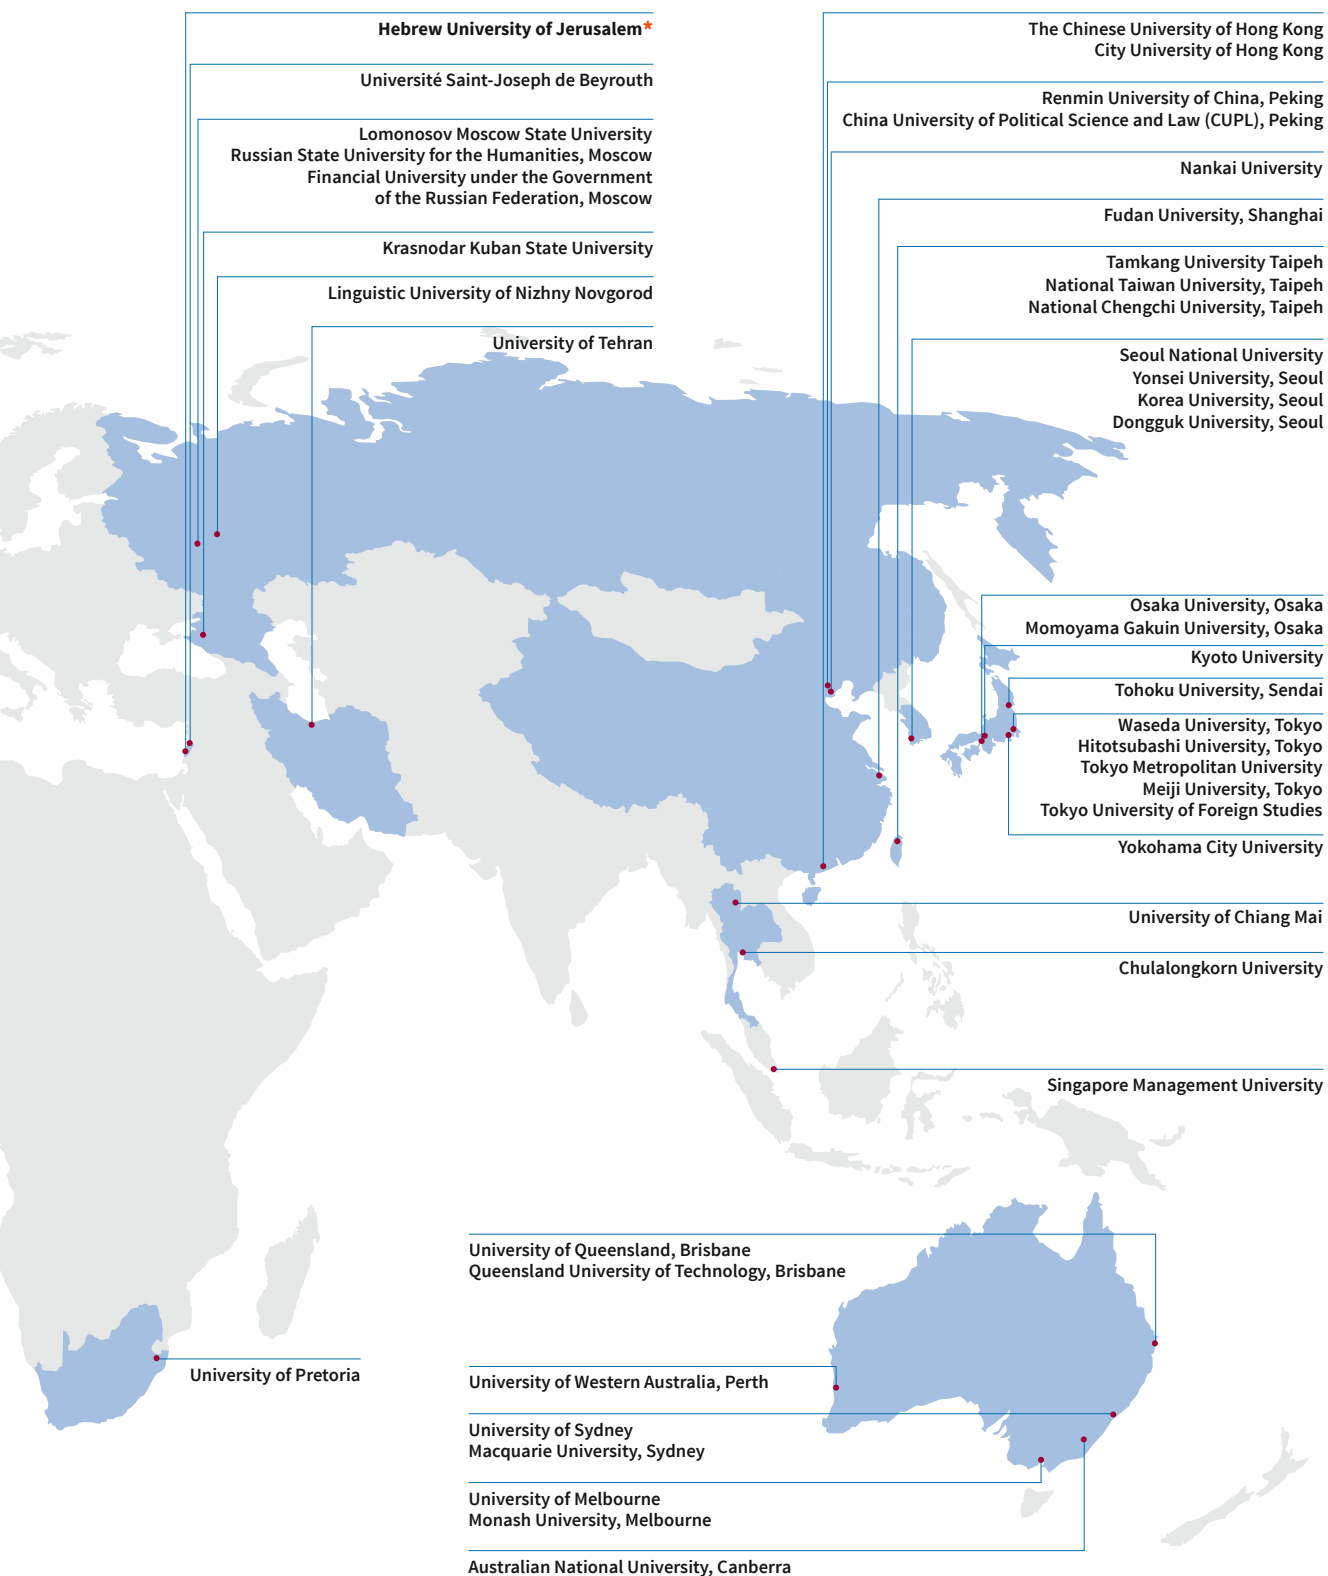 Hebrew University of Jerusalem*
Université Saint-Joseph de Beyrouth
Lomonosov Moscow State University
Russian State University for the Humanities, Moscow
Financial University under the Government
of the Russian Federation, Moscow
Krasnodar Kuban State University
Linguistic University of Nizhny Novgorod
University of Tehran
The Chinese University of Hong Kong
City University of Hong Kong
Renmin University of China, Peking
China University of Political Science and Law (CUPL), Peking
Nankai University
Fudan University, Shanghai
Tamkang University Taipeh
National Taiwan University, Taipeh
National Chengchi University, Taipeh
Seoul National University
Yonsei University, Seoul
Korea University, Seoul
Dongguk University, Seoul
Osaka University, Osaka
Momoyama Gakuin University, Osaka
Kyoto University
Tohoku University, Sendai
Waseda University, Tokyo
Hitotsubashi University, Tokyo
Tokyo Metropolitan University
Meiji University, Tokyo
Tokyo University of Foreign Studies
Yokohama City University
University of Chiang Mai
Chulalongkorn University
Singapore Management University
University of Queensland, Brisbane
Queensland University of Technology, Brisbane
University of Pretoria
University of Western Australia, Perth
University of Sydney
Macquarie University, Sydney
University of Melbourne
Monash University, Melbourne
Australian National University, Canberra